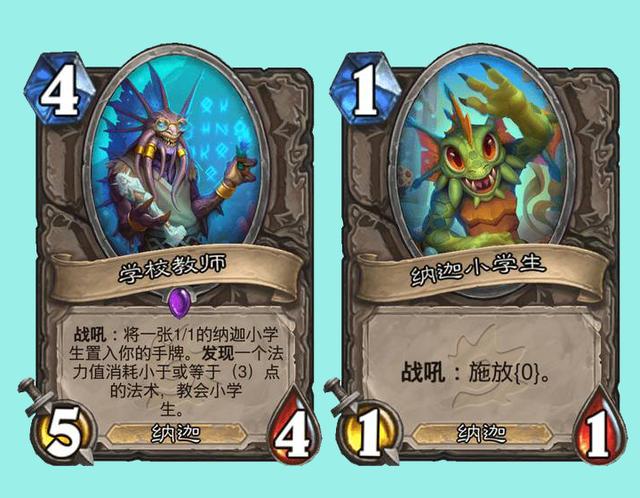 4
学校教师
战吼：将一张1/1的纳迦小学
生置入你的手牌。发现一个法
力值消耗小于或等于（3）点
的法术，教会小学
生。
5
纳迦
4
1
纳迦小学生
战吼：施放{0}。
1
纳迦
1